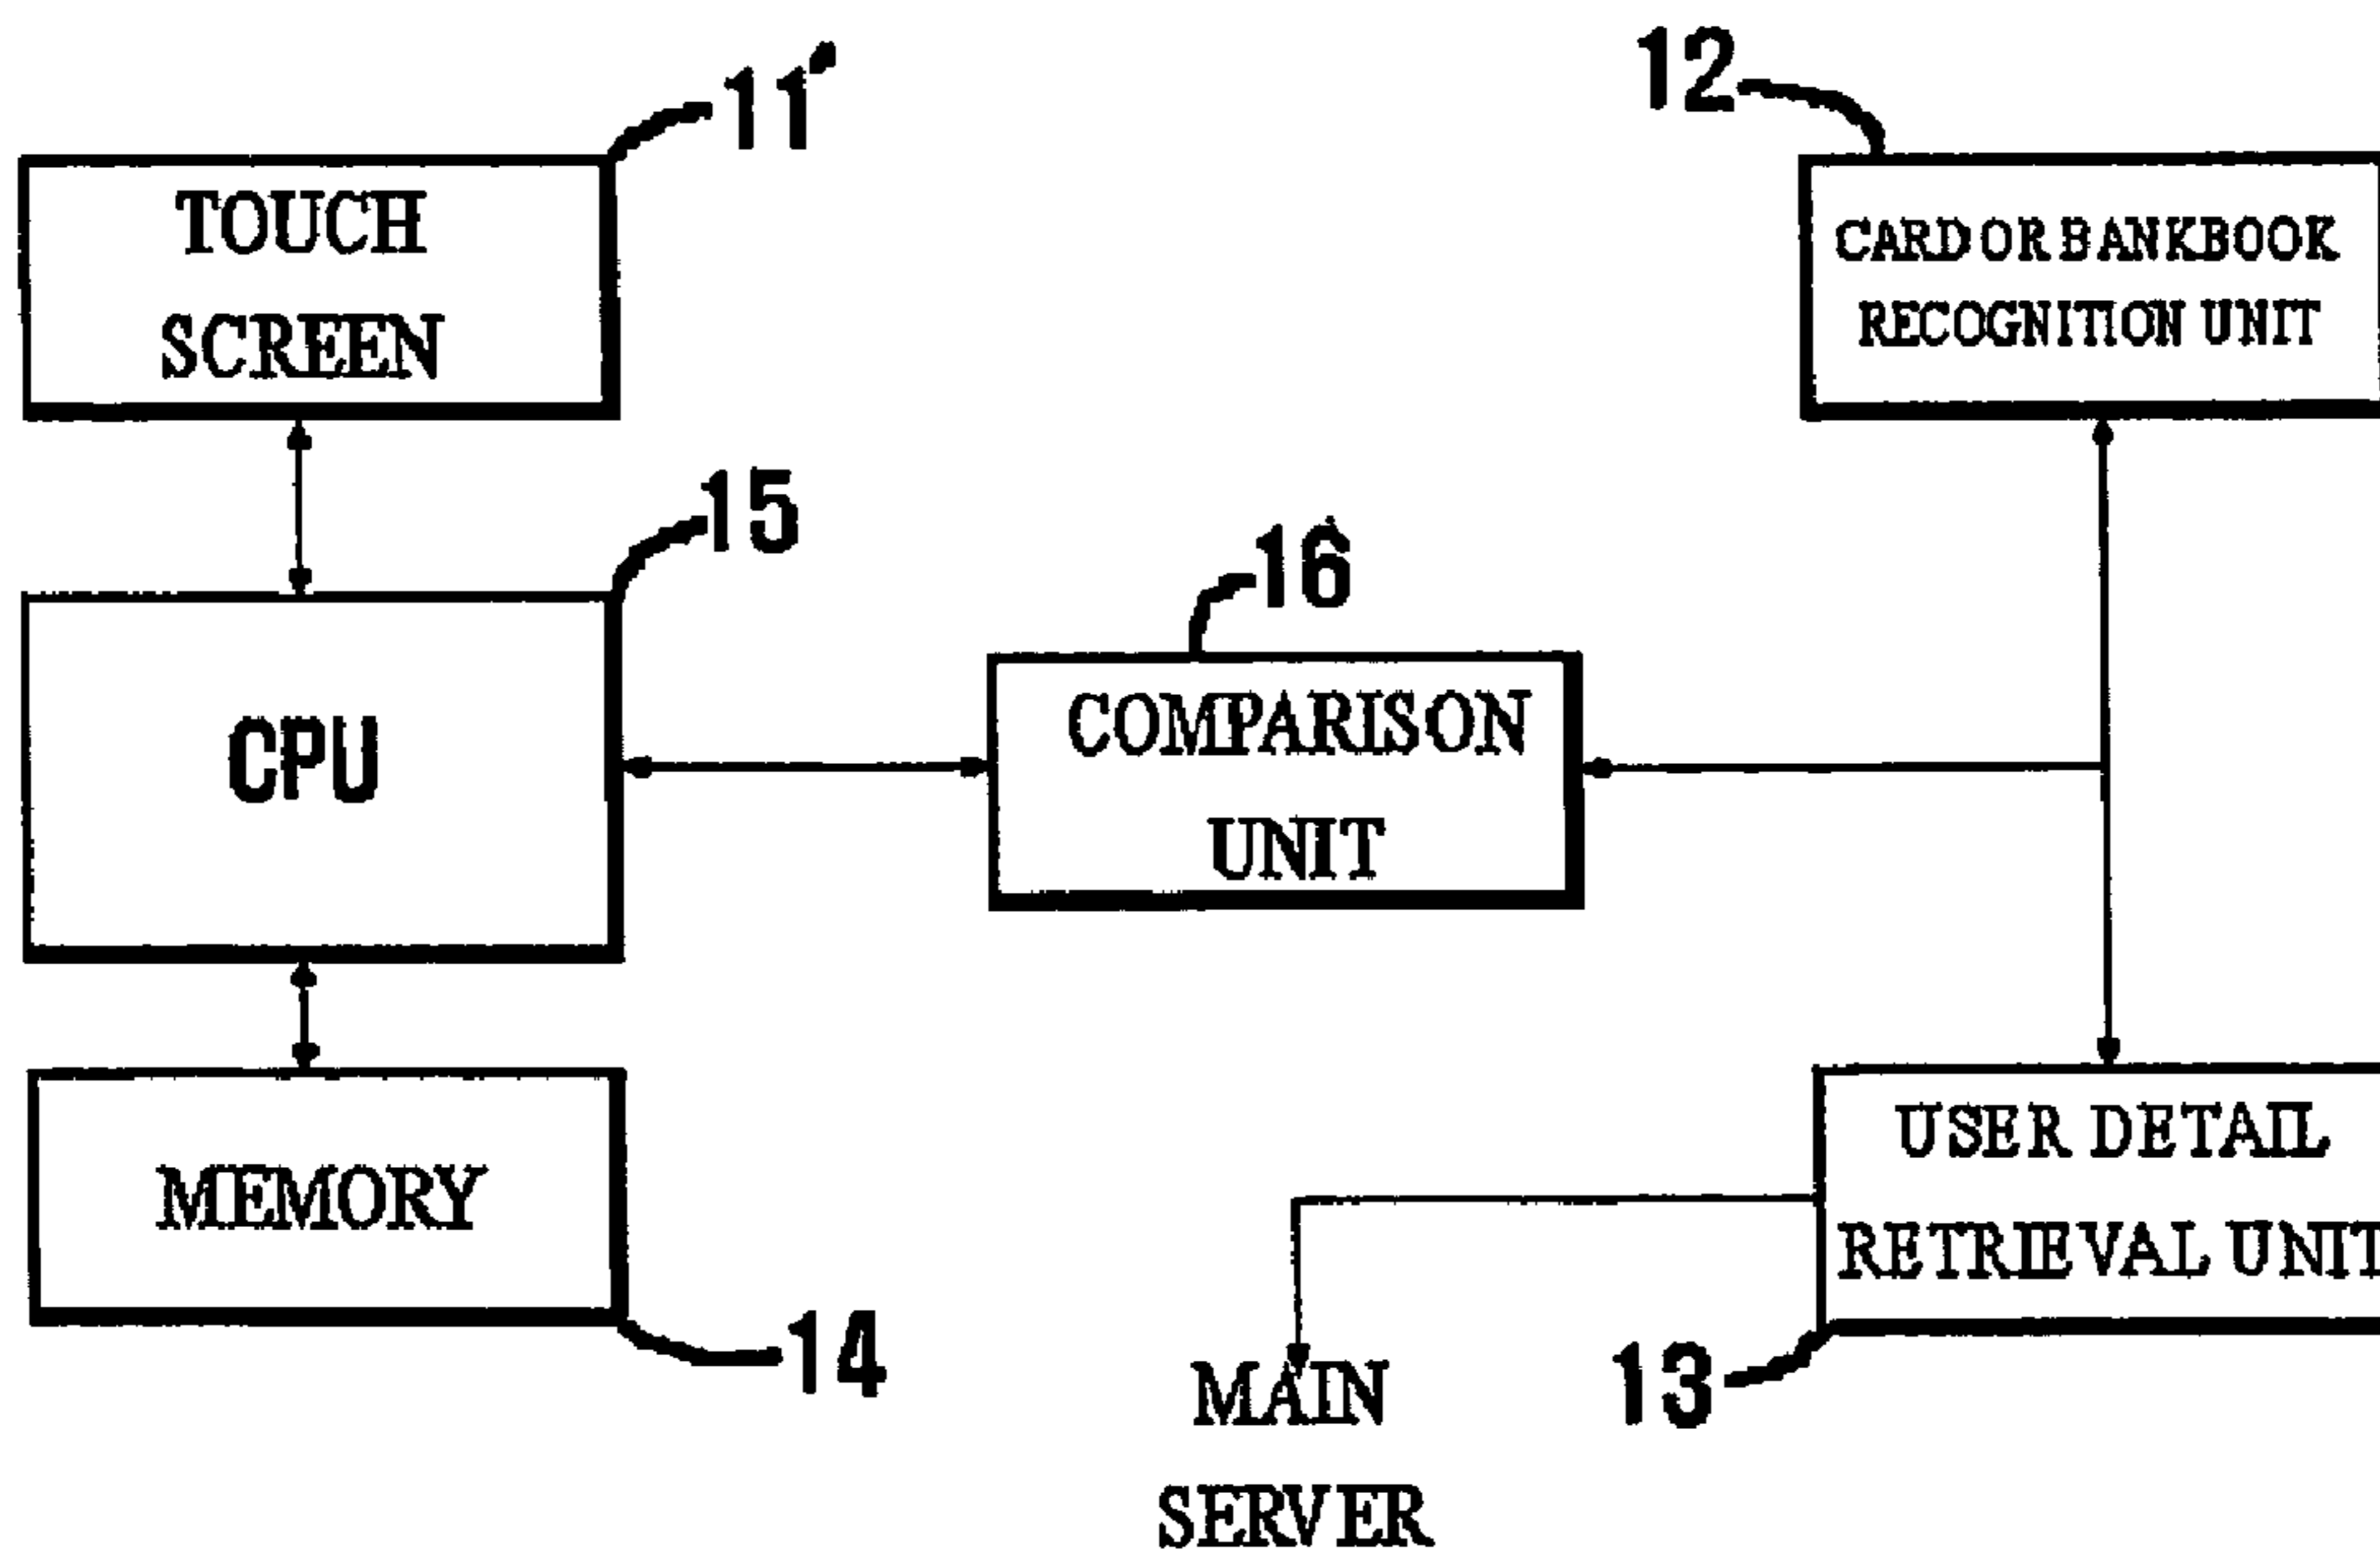 11'
12
TOUCH
SCREEN
CARD OR BANKBOOK
RECOGNITION UNIT
15
16
CPU
COMPARISON
UNIT
MEMORY
14
USER DETAIL
RETRIEVAL UNIT
13
MAIN
SERVER